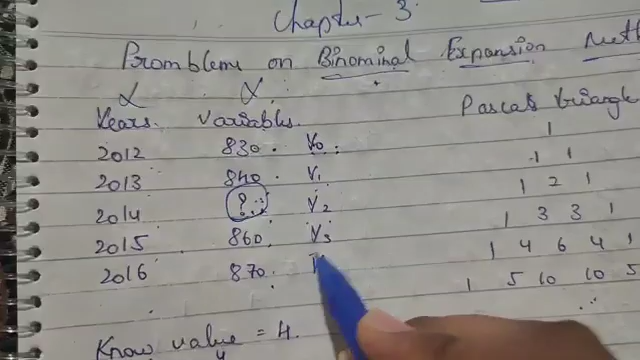 Chapter - 3
Promblems on Binominal Expansion
x x
Years. Variables. Pascal's triangle
2012 830. Y0. 1
2013 840. Y1 1 1
2014 ?. Y2 1 2 1
2015 860. Y3 1 3 3 1
2016 870. 1 4 6 4 1
1 5 10 10 5
Know value = 4.